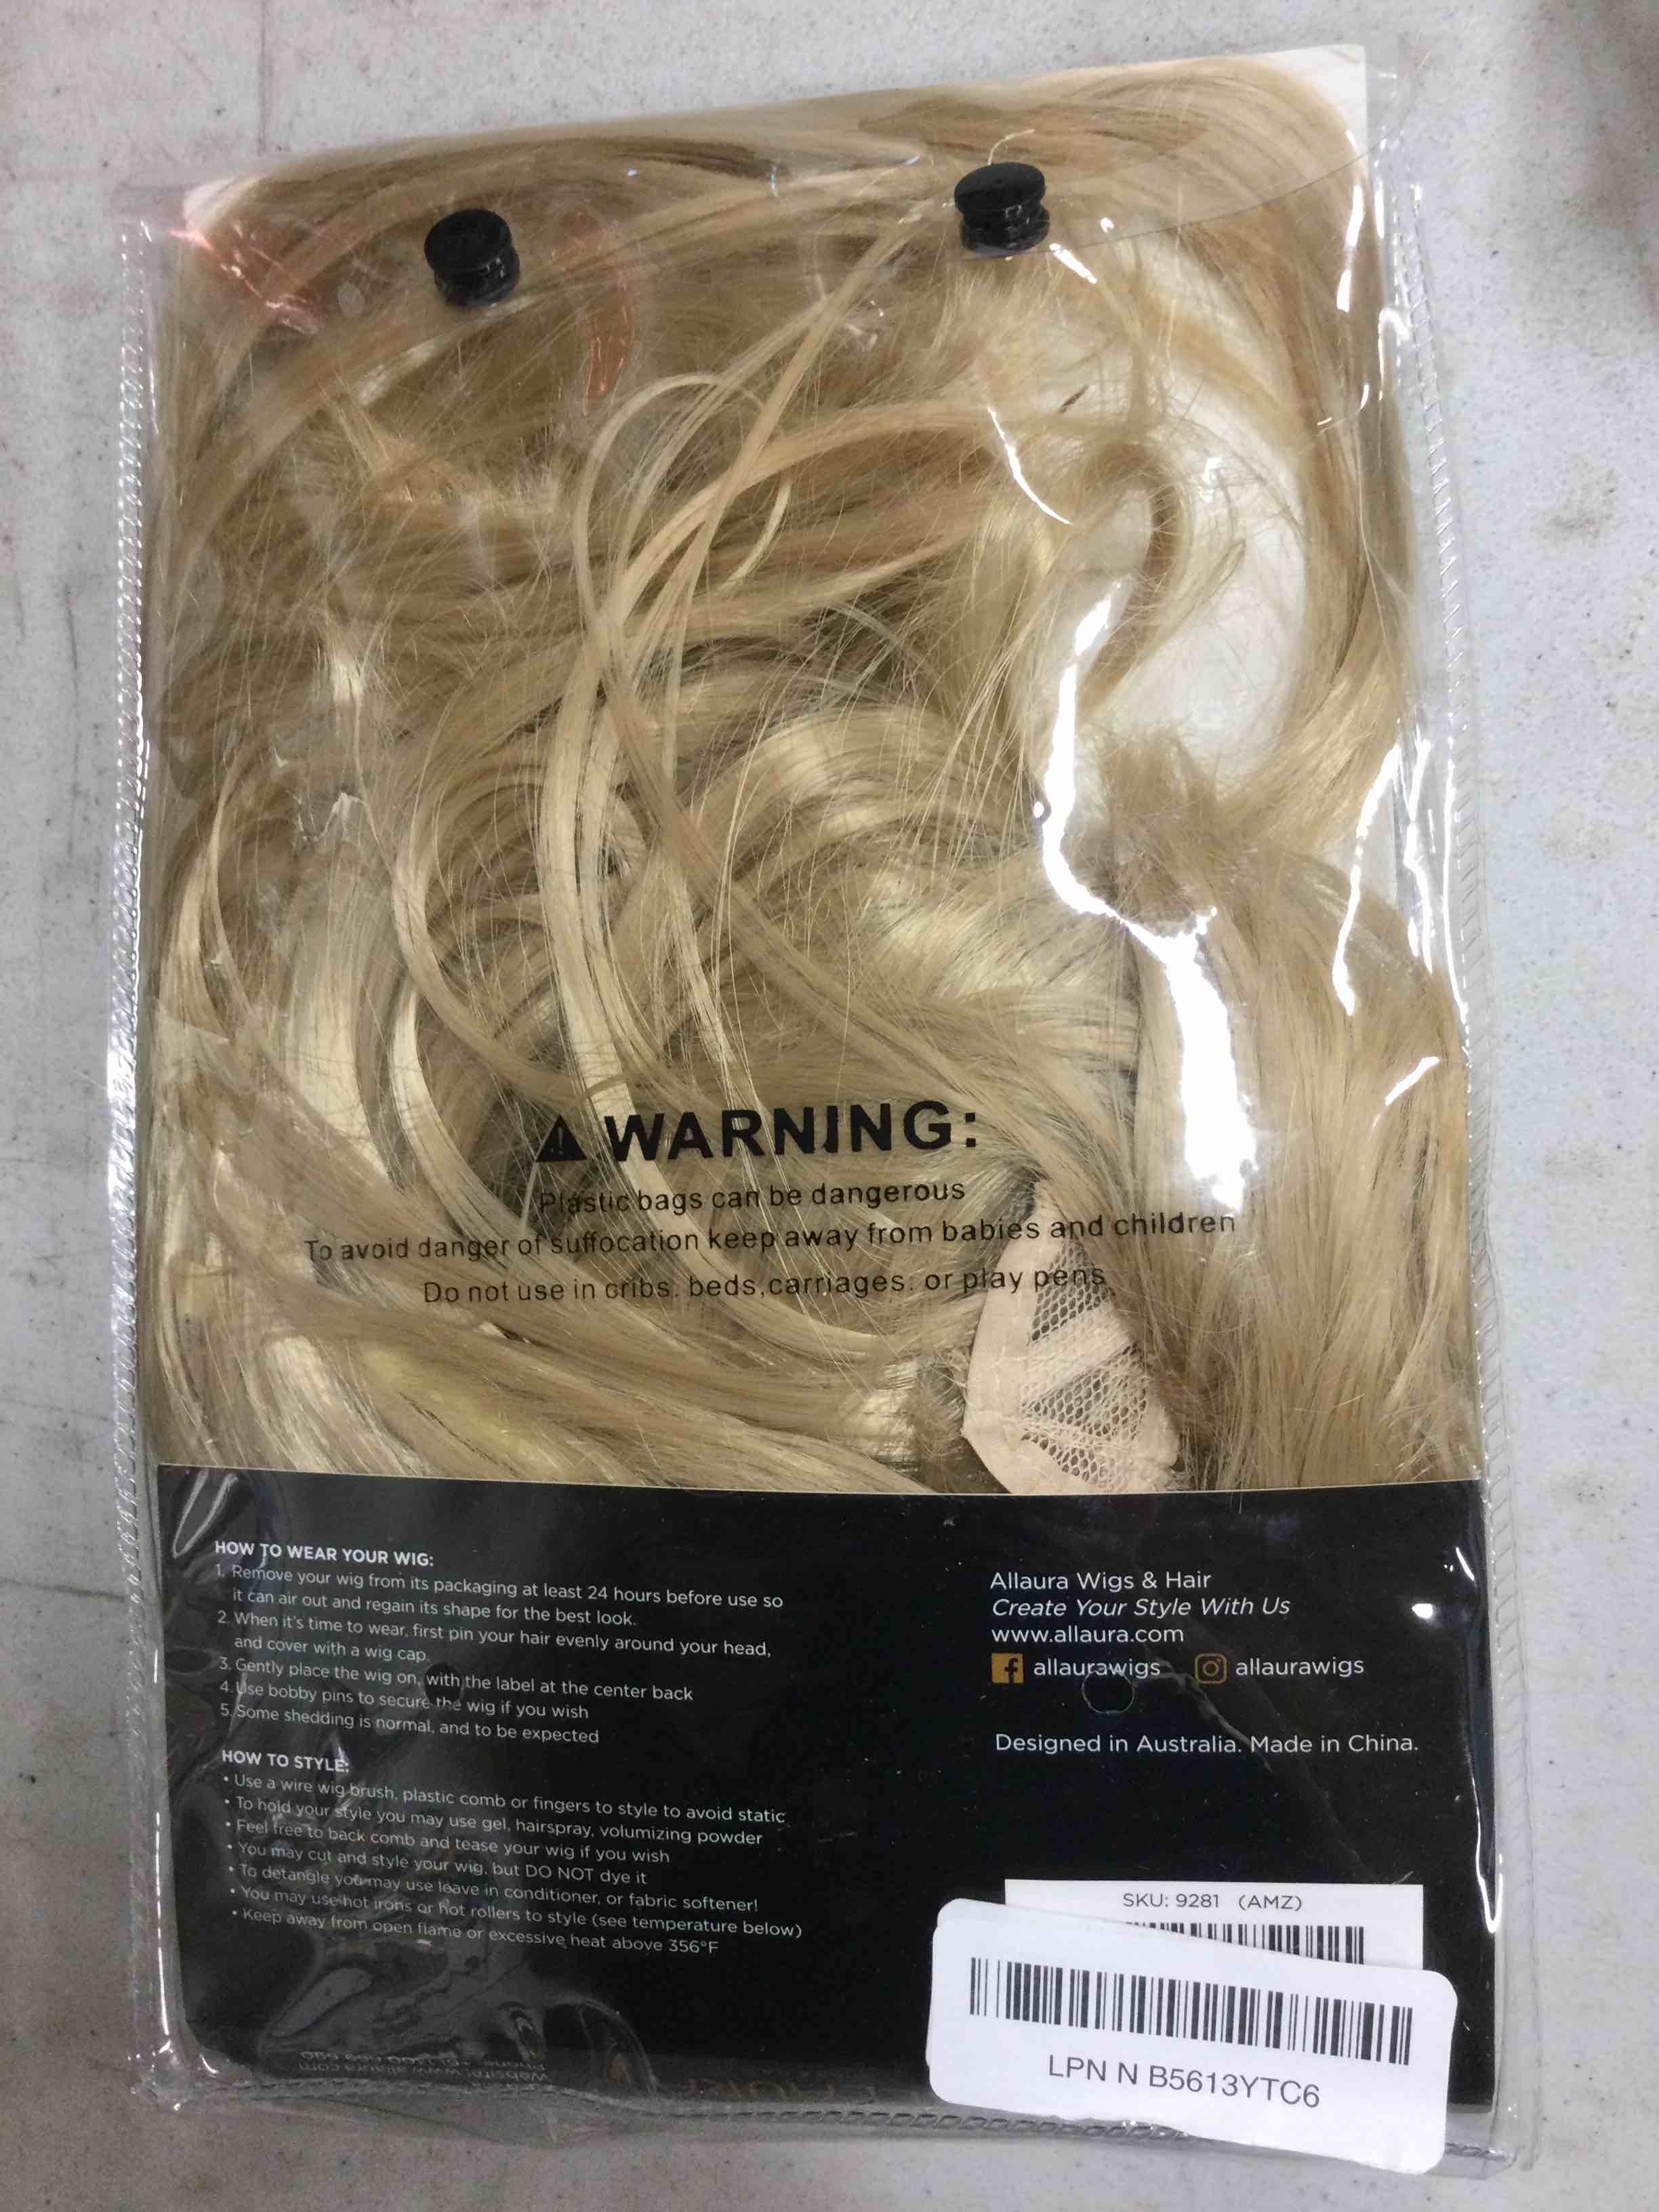 WARNING:
Plastic bags can be dangerous
To avoid danger of suffocation keep away from babies and children
Do not use in cribs. beds,carriages. or play pens
HOW TO WEAR YOUR WIG:
1. Remove your wig from its packaging at least 24 hours before use so
it can air out and regain its shape for the best look.
2. When it's time to wear, first pin your hair evenly around your head,
and cover with a wig cap.
3. Gently place the wig on, with the label at the center back
4. Use bobby pins to secure the wig if you wish
5. Some shedding is normal, and to be expected
HOW TO STYLE:
• Use a wire wig brush, plastic comb or fingers to style to avoid static
• To hold your style you may use gel, hairspray, volumizing powder
• Feel free to back comb and tease your wig if you wish
• You may cut and style your wig, but DO NOT dye it
• To detangle you may use leave in conditioner, or fabric softener!
• You may use hot irons or hot rollers to style (see temperature below)
• Keep away from open flame or excessive heat above 356°F
Allaura Wigs & Hair
Create Your Style With Us
www.allaura.com
allaurawigs allaurawigs
Designed in Australia. Made in China.
SKU: 9281 (AMZ)
LPN N B5613YTC6